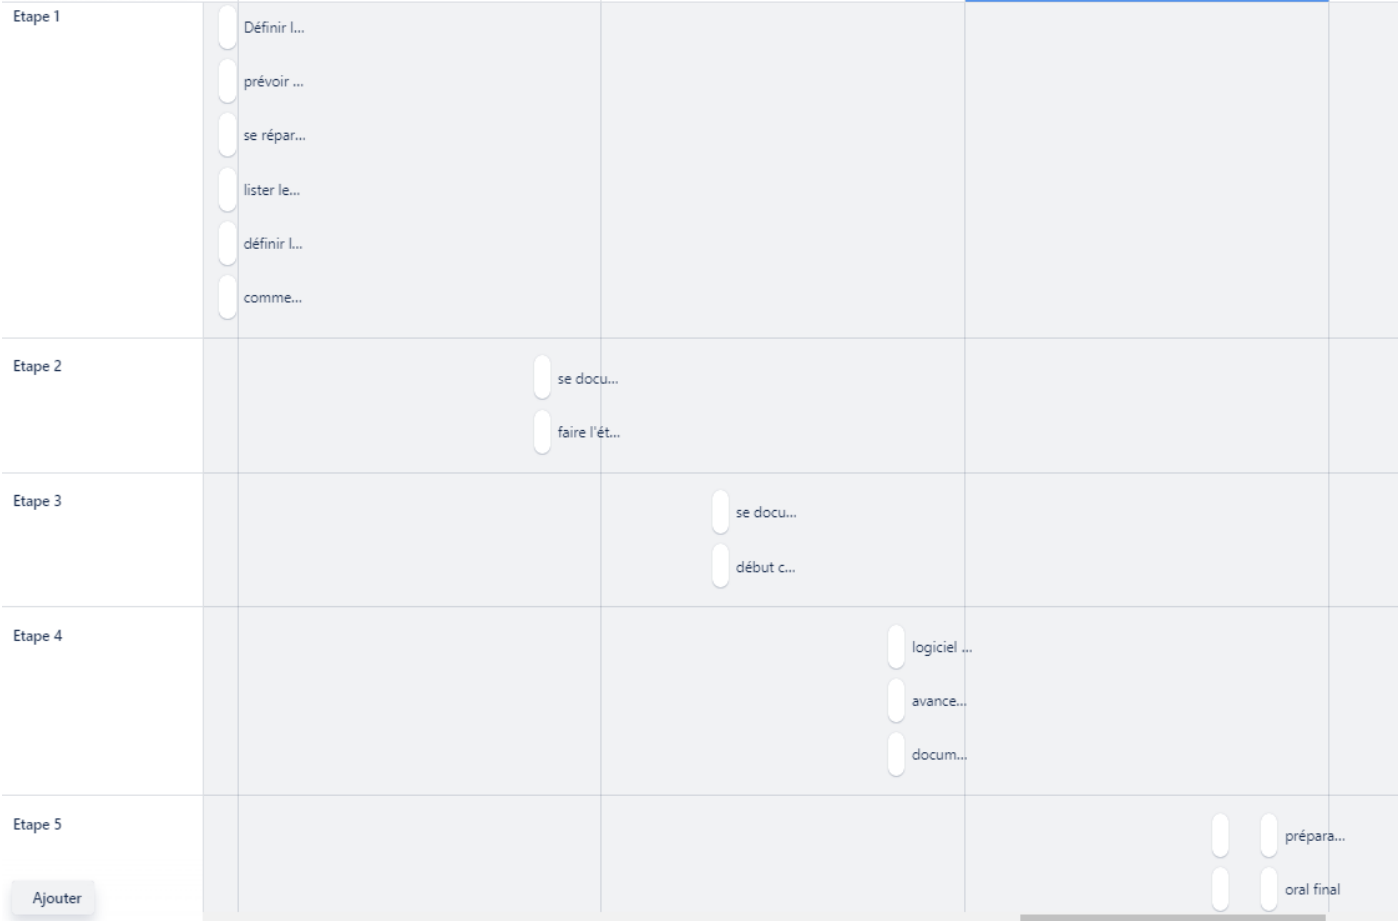 Etape 1
Définir l...
prévoir ...
se répar...
lister le...
définir l...
comme...
Etape 2
se docu...
faire l'ét...
Etape 3
se docu...
début c...
Etape 4
logiciel ...
avance...
docum...
Etape 5
prépara...
oral final
Ajouter